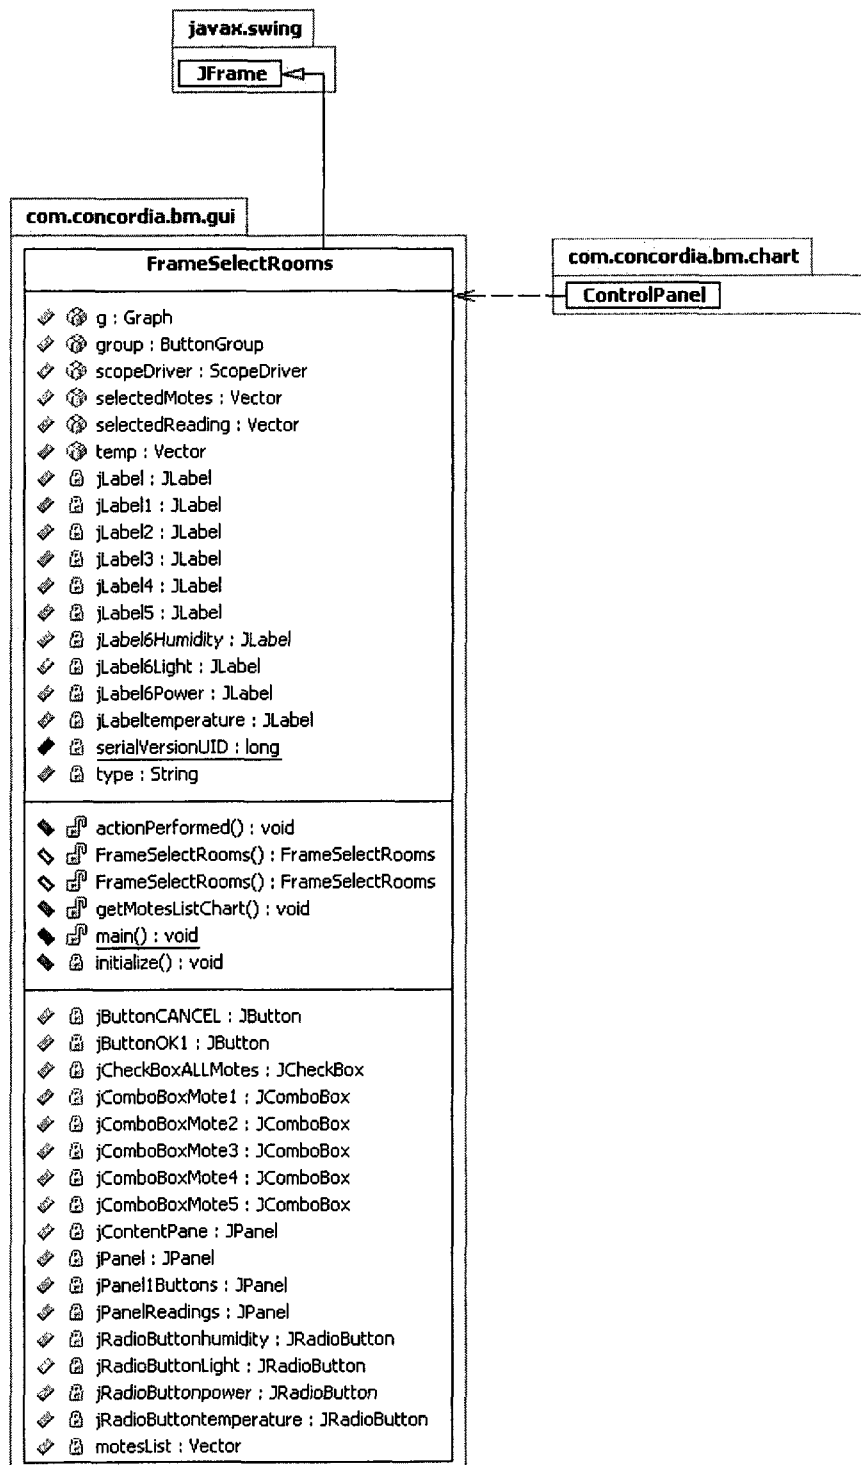 javax.swing
JFrame
com.concordia.bm.gui
FrameSelectRooms
g : Graph
group : ButtonGroup
scopeDriver : ScopeDriver
selectedMotes : Vector
selectedReading : Vector
temp : Vector
jLabel : JLabel
jLabel1 : JLabel
jLabel2 : JLabel
jLabel3 : JLabel
jLabel4 : JLabel
jLabel5 : JLabel
jLabel6Humidity : JLabel
jLabel6Light : JLabel
jLabel6Power : JLabel
jLabeltemperature : JLabel
serialVersionUID : long
type : String
actionPerformed() : void
FrameSelectRooms() : FrameSelectRooms
FrameSelectRooms() : FrameSelectRooms
getMotesListChart() : void
main() : void
initialize() : void
jButtonCANCEL : JButton
jButtonOK1 : JButton
jCheckBoxALLMotes : JCheckBox
jComboBoxMote1 : JComboBox
jComboBoxMote2 : JComboBox
jComboBoxMote3 : JComboBox
jComboBoxMote4 : JComboBox
jComboBoxMote5 : JComboBox
jContentPane : JPanel
jPanel : JPanel
jPanel1Buttons : JPanel
jPanelReadings : JPanel
jRadioButtonhumidity : JRadioButton
jRadioButtonLight : JRadioButton
jRadioButtonpower : JRadioButton
jRadioButtontemperature : JRadioButton
motesList : Vector
com.concordia.bm.chart
ControlPanel